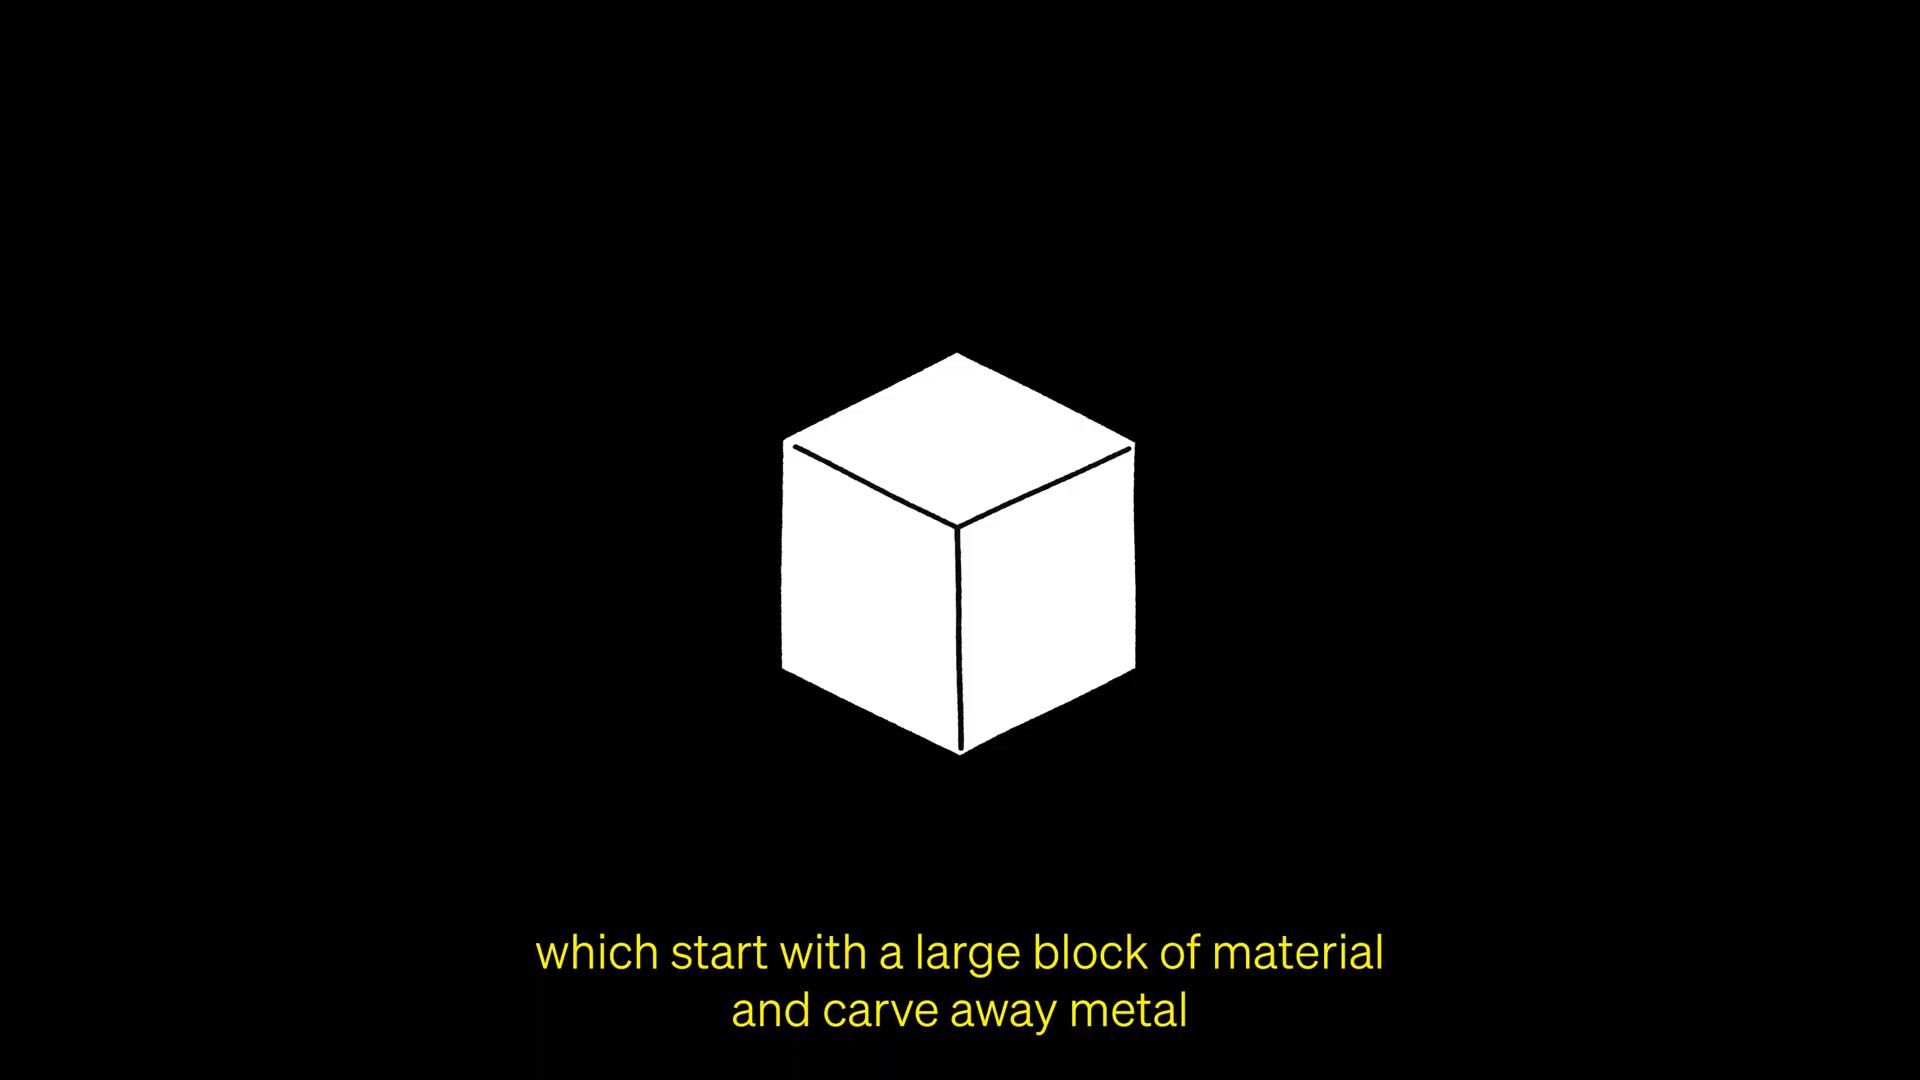 which start with a large block of material
and carve away metal